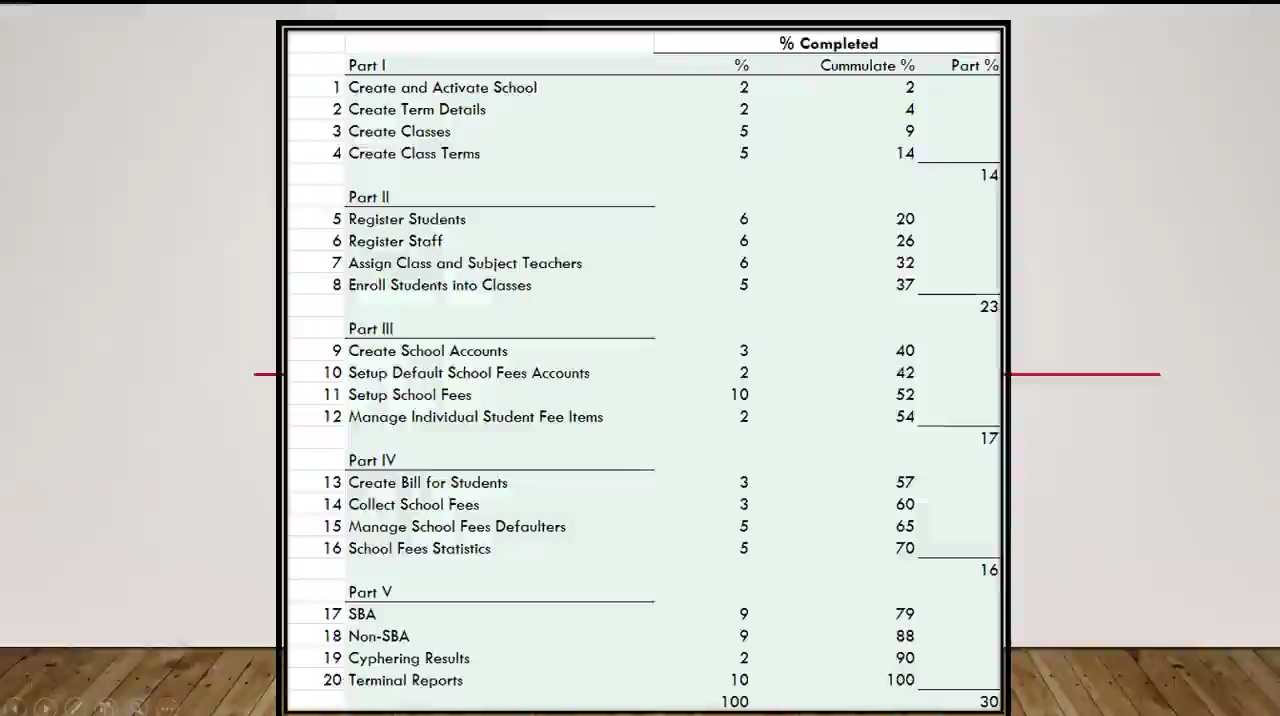 % Completed
Part I % Cummulate % Part %
1 Create and Activate School 2 2
2 Create Term Details 2 4
3 Create Classes 5 9
4 Create Class Terms 5 14
14
Part II
5 Register Students 6 20
6 Register Staff 6 26
7 Assign Class and Subject Teachers 6 32
8 Enroll Students into Classes 5 37
23
Part III
9 Create School Accounts 3 40
10 Setup Default School Fees Accounts 2 42
11 Setup School Fees 10 52
12 Manage Individual Student Fee Items 2 54
17
Part IV
13 Create Bill for Students 3 57
14 Collect School Fees 3 60
15 Manage School Fees Defaulters 5 65
16 School Fees Statistics 5 70
16
Part V
17 SBA 9 79
18 Non-SBA 9 88
19 Cyphering Results 2 90
20 Terminal Reports 10 100
100 30